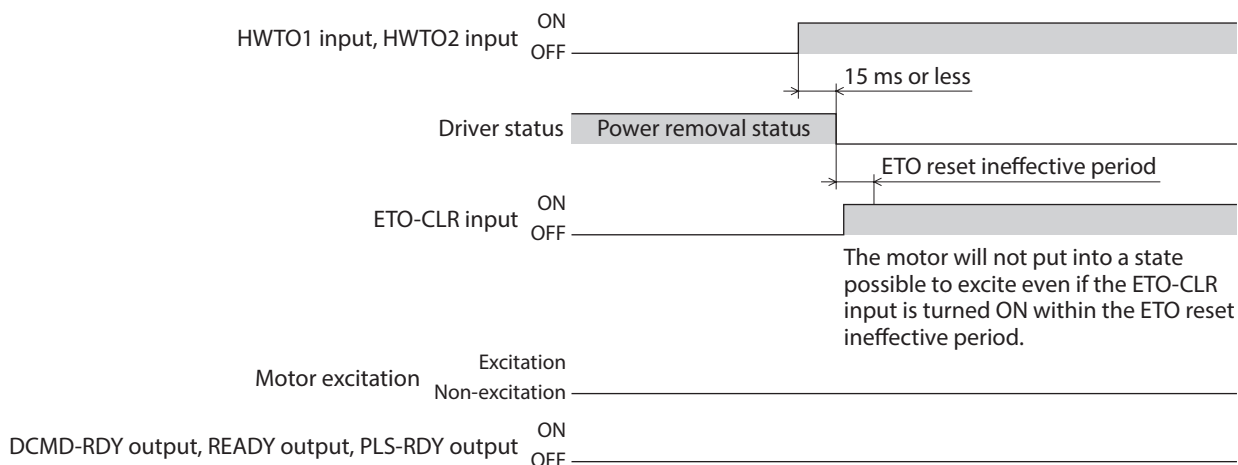 ON
HWTO1 input, HWTO2 input
OFF
15 ms or less
Driver status
Power removal status
ETO reset ineffective period
ON
ETO-CLR input
OFF
The motor will not put into a state
possible to excite even if the ETO-CLR
input is turned ON within the ETO reset
ineffective period.
Excitation
Motor excitation
Non-excitation
ON
DCMD-RDY output, READY output, PLS-RDY output
OFF